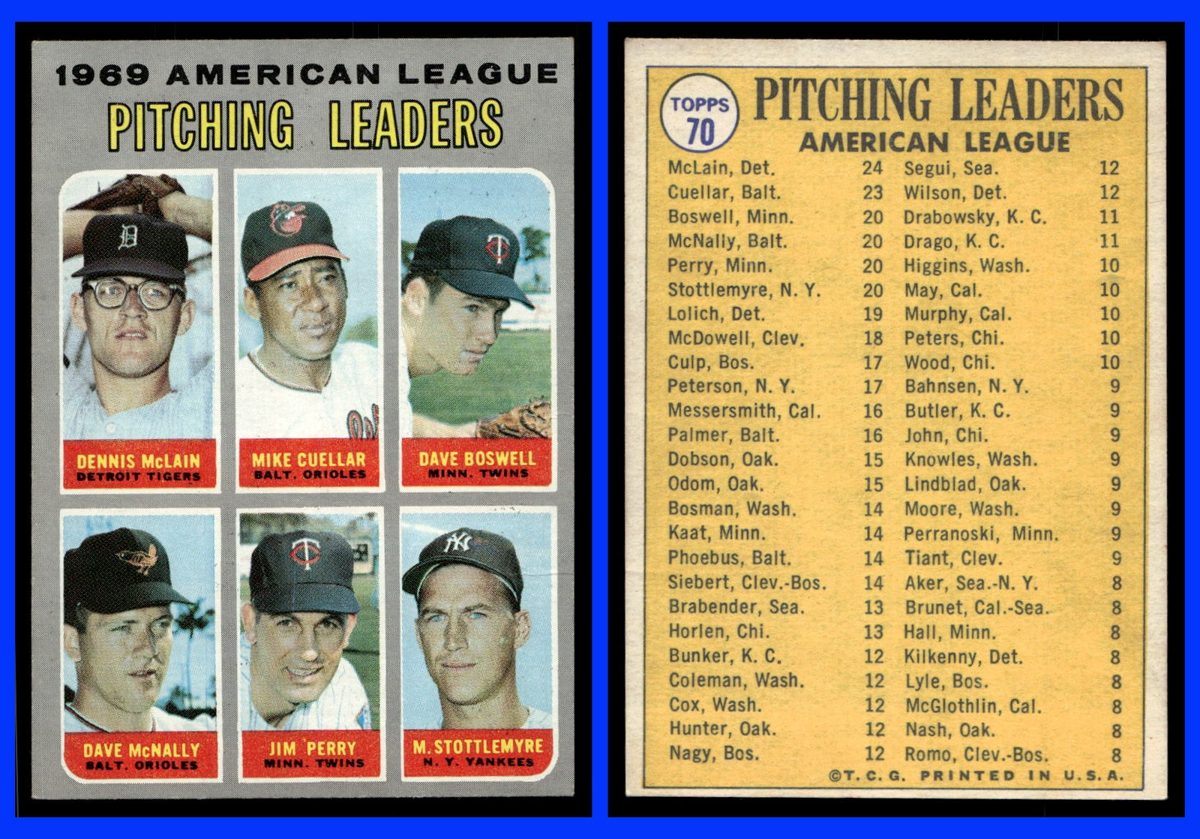 1969 AMERICAN LEAGUE
PITCHING LEADERS
D
T
DENNIS McLAIN
DETROIT TIGERS
MIKE CUELLAR
BALT. ORIOLES
DAVE BOSWELL
MINN. TWINS
TC
NY
DAVE McNALLY
BALT. ORIOLES
JIM PERRY
MINN. TWINS
M. STOTTLEMYRE
N. Y. YANKEES
TOPPS
70
PITCHING LEADERS
AMERICAN LEAGUE
McLain, Det. 24 Segui, Sea. 12
Cuellar, Balt. 23 Wilson, Det. 12
Boswell, Minn. 20 Drabowsky, K. C. 11
McNally, Balt. 20 Drago, K. C. 11
Perry, Minn. 20 Higgins, Wash. 10
Stottlemyre, N. Y. 20 May, Cal. 10
Lolich, Det. 19 Murphy, Cal. 10
McDowell, Clev. 18 Peters, Chi. 10
Culp, Bos. 17 Wood, Chi. 10
Peterson, N. Y. 17 Bahnsen, N. Y. 9
Messersmith, Cal. 16 Butler, K. C. 9
Palmer, Balt. 16 John, Chi. 9
Dobson, Oak. 15 Knowles, Wash. 9
Odom, Oak. 15 Lindblad, Oak. 9
Bosman, Wash. 14 Moore, Wash. 9
Kaat, Minn. 14 Perranoski, Minn. 9
Phoebus, Balt. 14 Tiant, Clev. 9
Siebert, Clev.-Bos. 14 Aker, Sea.-N. Y. 8
Brabender, Sea. 13 Brunet, Cal.-Sea. 8
Horlen, Chi. 13 Hall, Minn. 8
Bunker, K. C. 12 Kilkenny, Det. 8
Coleman, Wash. 12 Lyle, Bos. 8
Cox, Wash. 12 McGlothlin, Cal. 8
Hunter, Oak. 12 Nash, Oak. 8
Nagy, Bos. 12 Romo, Clev.-Bos. 8
©T. C. G. PRINTED IN U. S. A.